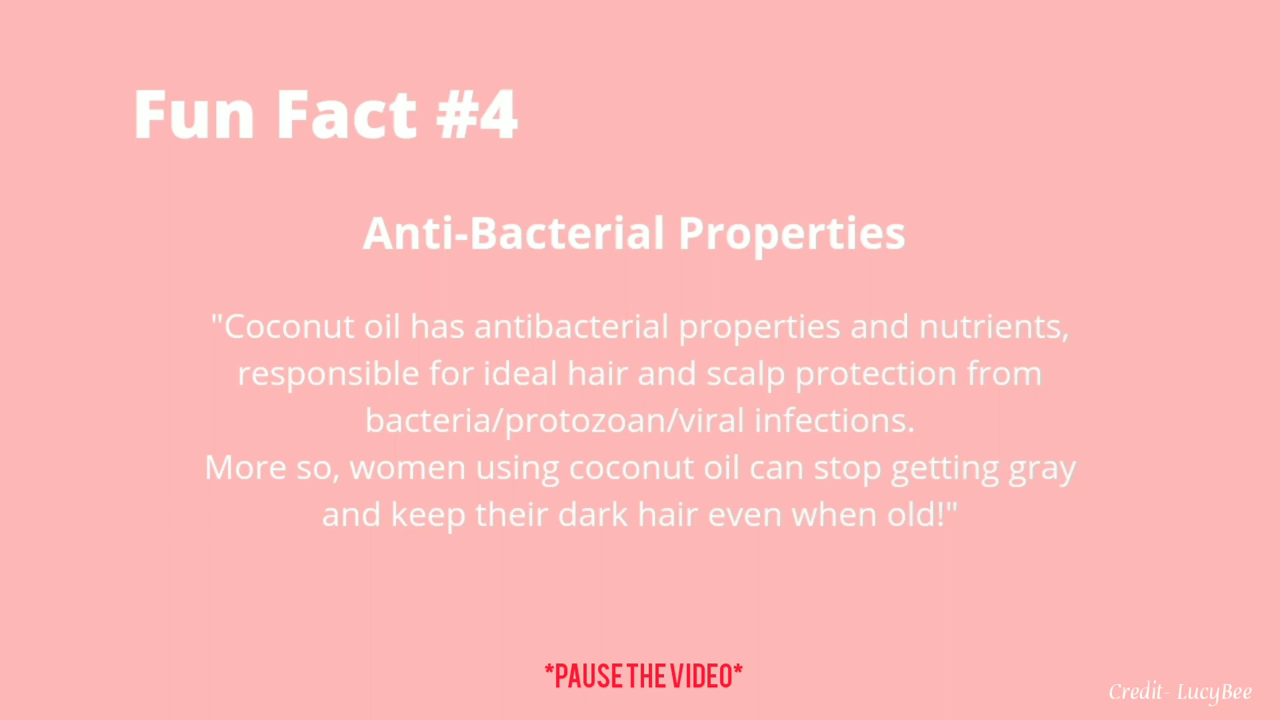 Fun Fact #4
Anti-Bacterial Properties
"Coconut oil has antibacterial properties and nutrients,
responsible for ideal hair and scalp protection from
bacteria/protozoan/viral infections.
More so, women using coconut oil can stop getting gray
and keep their dark hair even when old!"
*PAUSE THE VIDEO*
Credit- LucyBee